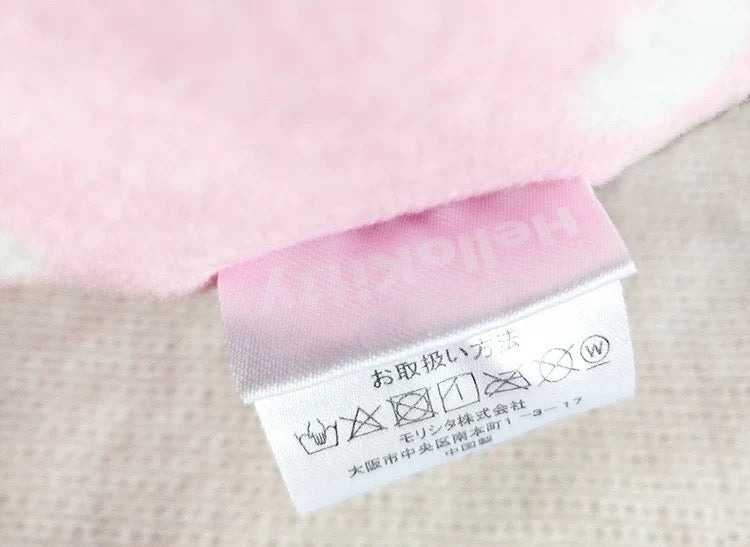 HelloKitty
お取扱い方法
W
モリシタ株式会社
大阪市中央区南本町1-3-17
中国製